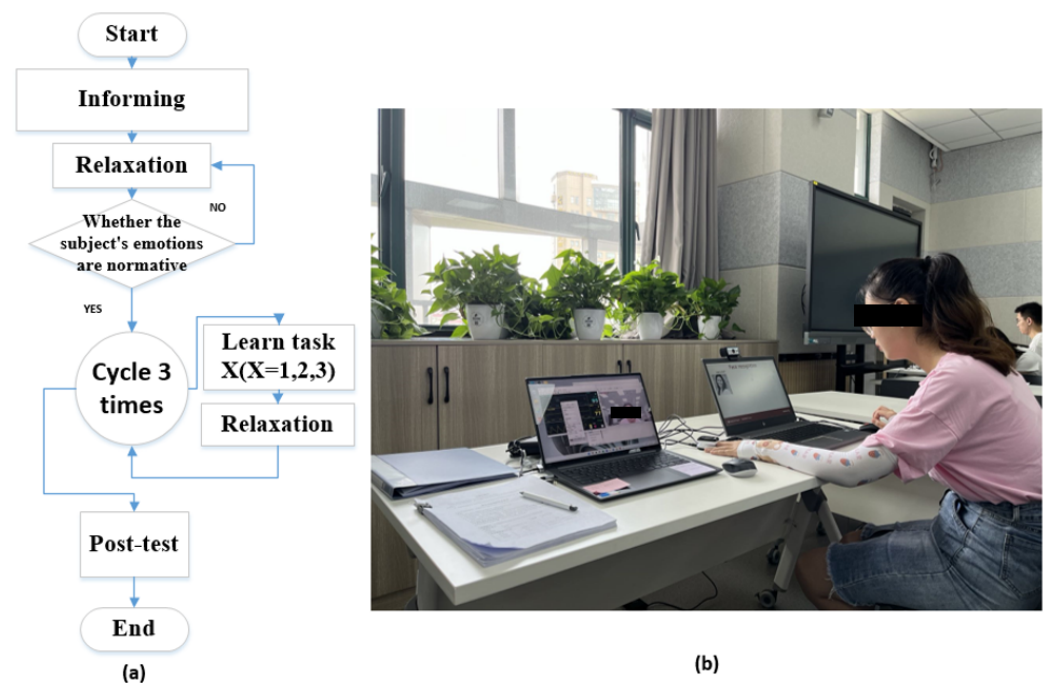 Start
Informing
Relaxation
NO
Whether the
subject's emotions
are normative
YES
Cycle 3
times
Learn task
X(X=1,2,3)
Relaxation
Post-test
End
(a)
(b)